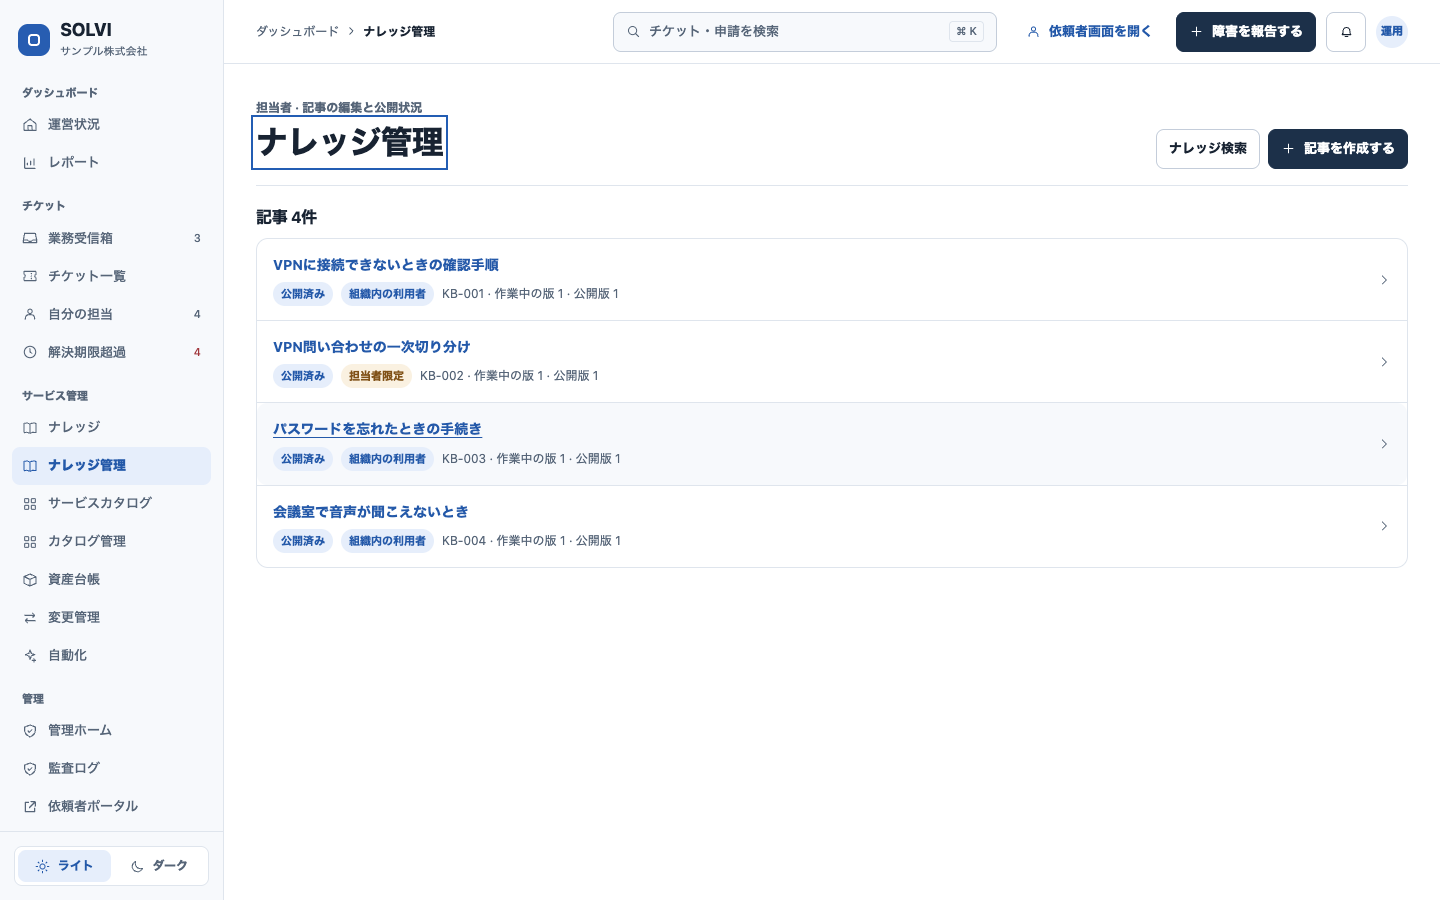 SOLVI
サンプル株式会社
ダッシュボード
運営状況
レポート
チケット
業務受信箱 3
チケット一覧
自分の担当 4
解決期限超過 4
サービス管理
ナレッジ
ナレッジ管理
サービスカタログ
カタログ管理
資産台帳
変更管理
自動化
管理
管理ホーム
監査ログ
依頼者ポータル
ライト ダーク
ダッシュボード > ナレッジ管理
チケット・申請を検索 ⌘ K
依頼者画面を開く
+ 障害を報告する
運用
担当者 · 記事の編集と公開状況
ナレッジ管理
ナレッジ検索
+ 記事を作成する
記事 4件
VPNに接続できないときの確認手順
公開済み 組織内の利用者 KB-001 · 作業中の版 1 · 公開版 1
VPN問い合わせの一次切り分け
公開済み 担当者限定 KB-002 · 作業中の版 1 · 公開版 1
パスワードを忘れたときの手続き
公開済み 組織内の利用者 KB-003 · 作業中の版 1 · 公開版 1
会議室で音声が聞こえないとき
公開済み 組織内の利用者 KB-004 · 作業中の版 1 · 公開版 1